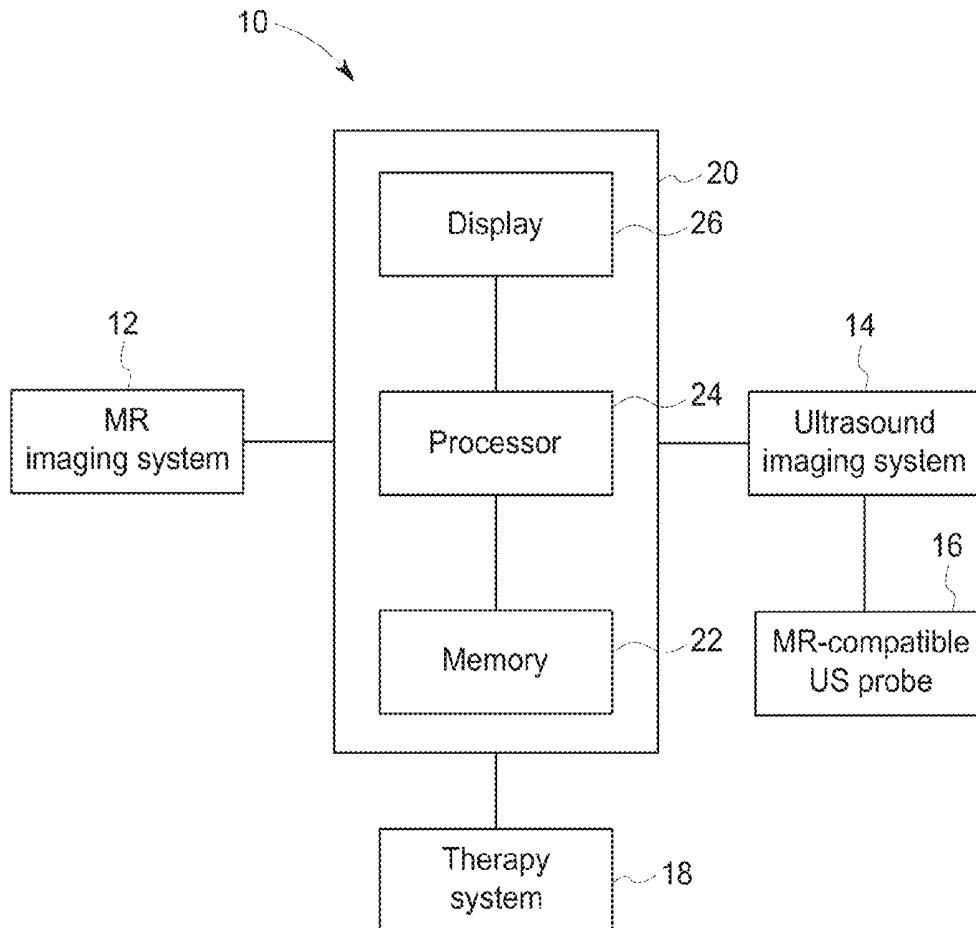 10
20
Display
26
12
14
MR
imaging system
24
Processor
Ultrasound
imaging system
16
22
Memory
MR-compatible
US probe
Therapy
system
18